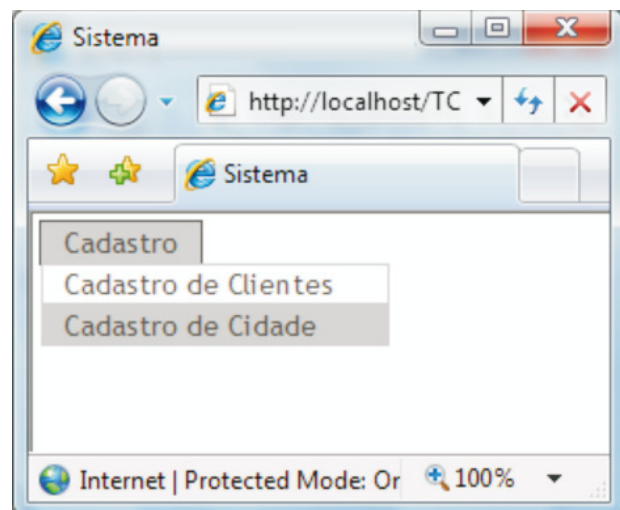 Sistema
http://localhost/TC
Sistema
Cadastro
Cadastro de Clientes
Cadastro de Cidade
Internet | Protected Mode: Or
100%